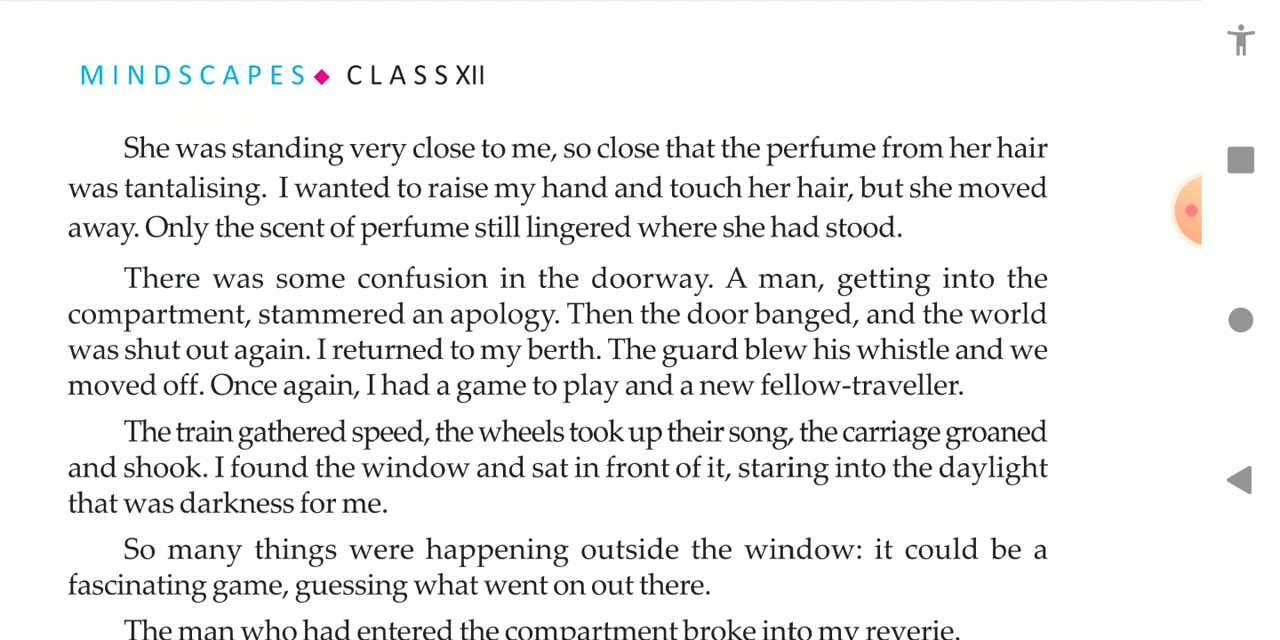 MINDSCAPES◆ CLASS XII
She was standing very close to me, so close that the perfume from her hair
was tantalising. I wanted to raise my hand and touch her hair, but she moved
away. Only the scent of perfume still lingered where she had stood.
There was some confusion in the doorway. A man, getting into the
compartment, stammered an apology. Then the door banged, and the world
was shut out again. I returned to my berth. The guard blew his whistle and we
moved off. Once again, I had a game to play and a new fellow-traveller.
The train gathered speed, the wheels took up their song, the carriage groaned
and shook. I found the window and sat in front of it, staring into the daylight
that was darkness for me.
So many things were happening outside the window: it could be a
fascinating game, guessing what went on out there.
The man who had entered the compartment broke into my reverie.